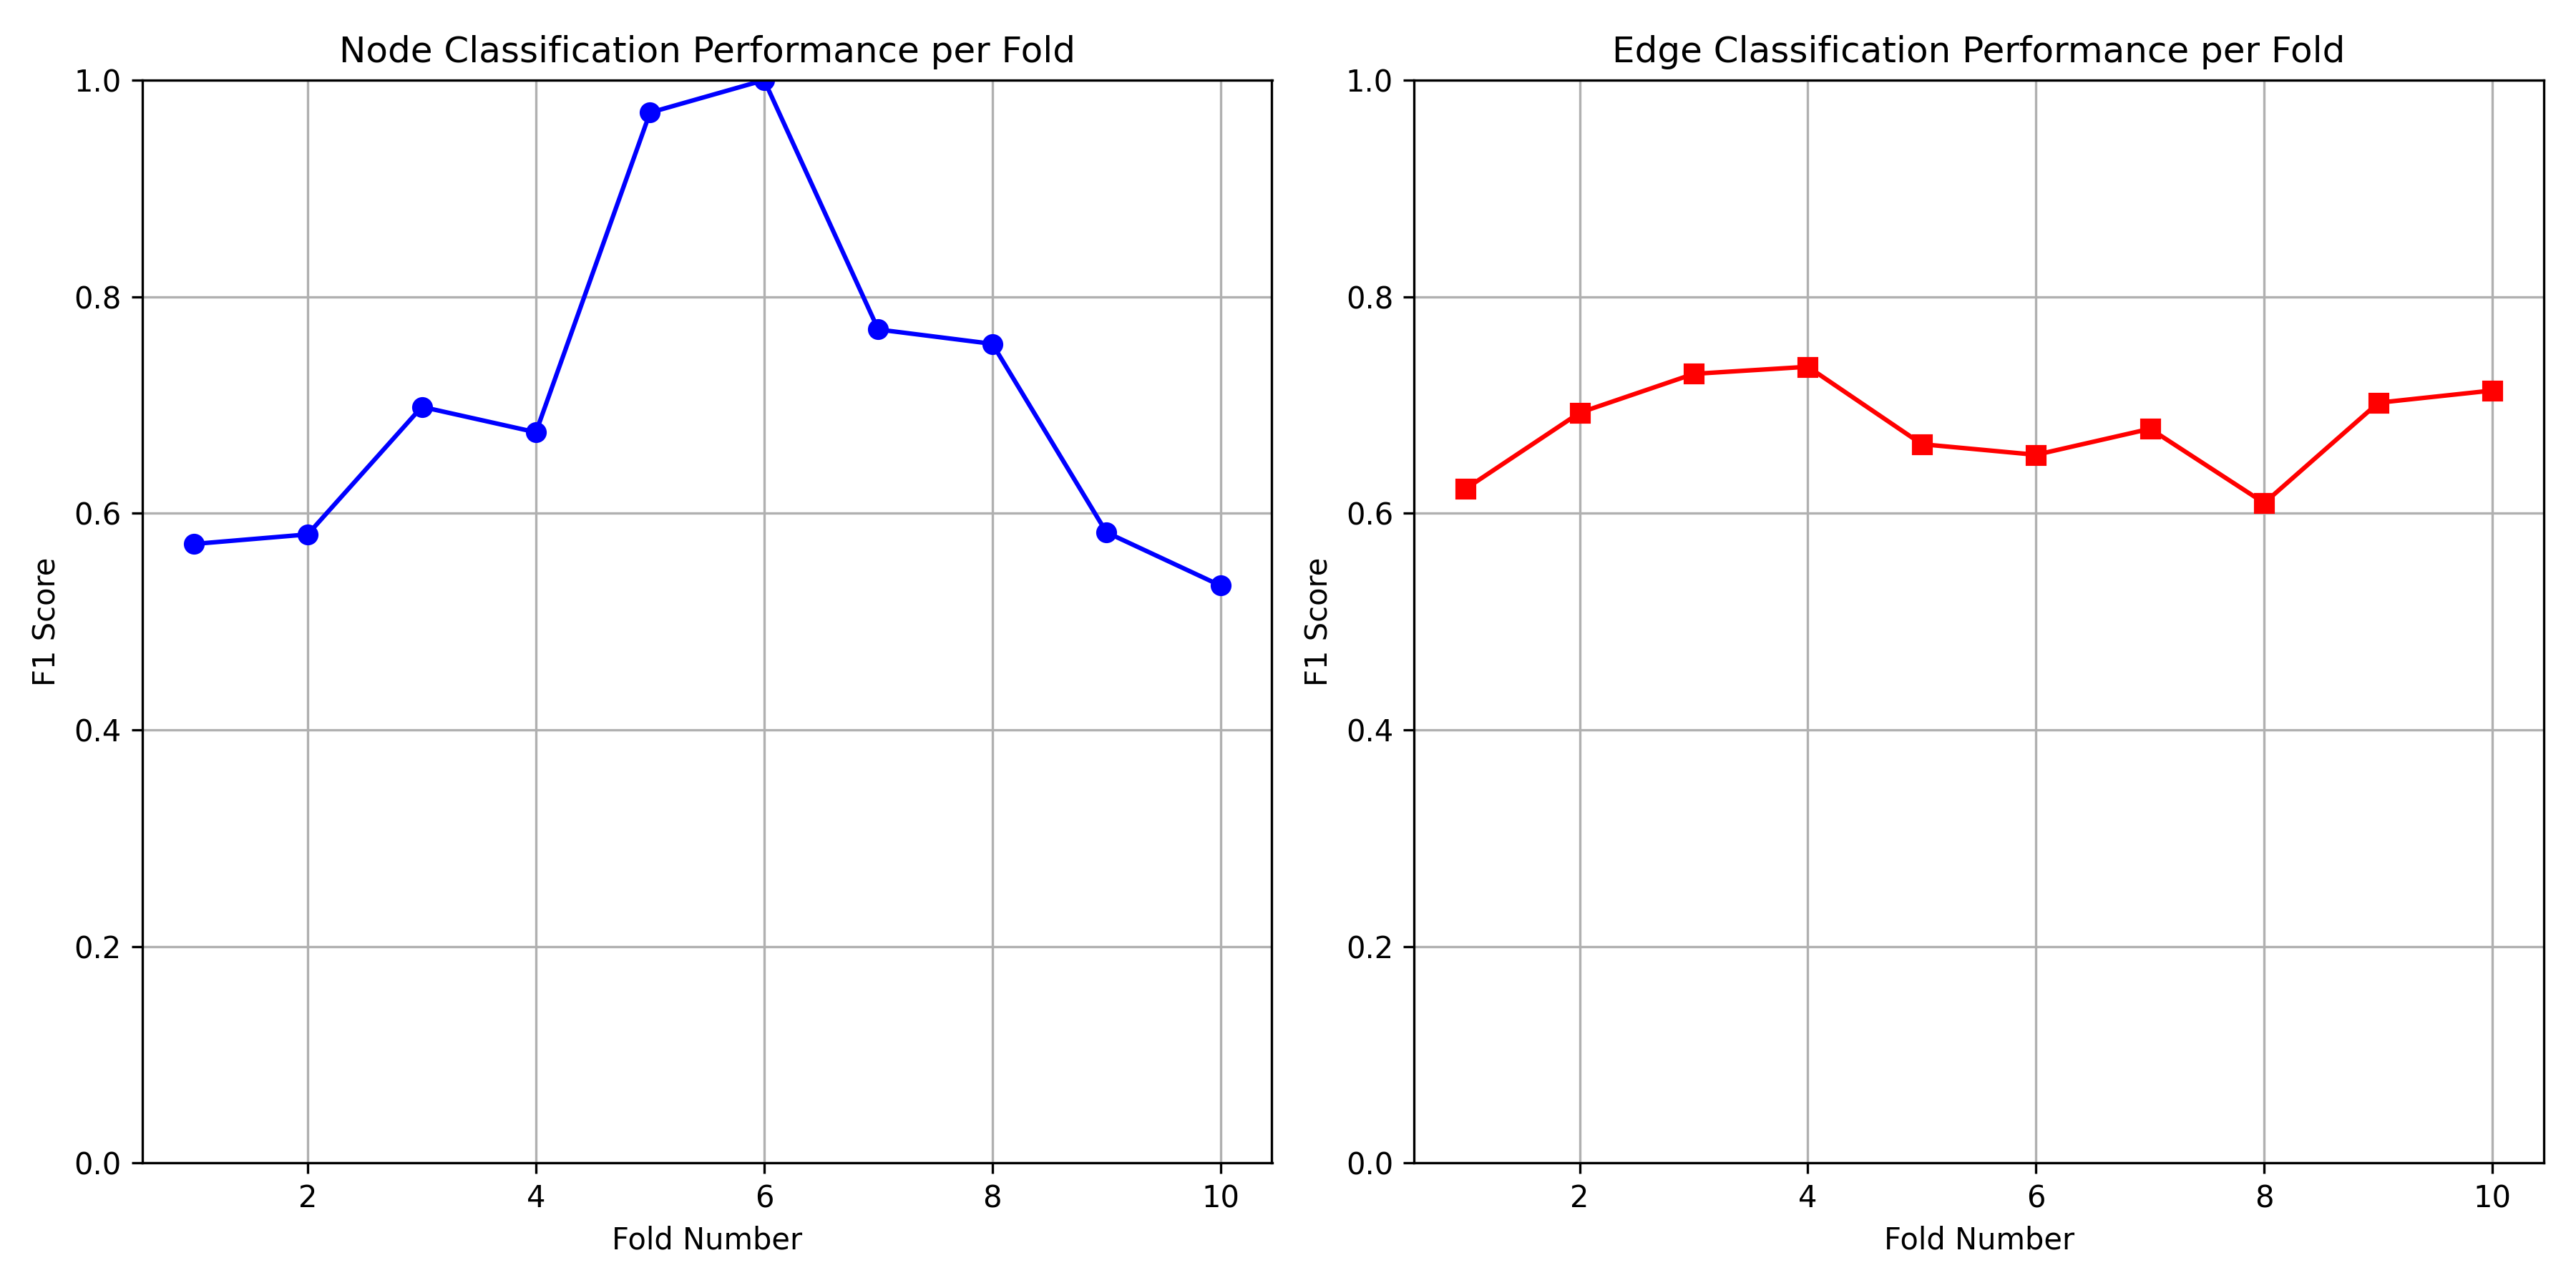 Node Classification Performance per Fold
1.0
0.8
0.6
0.4
0.2
0.0
F1 Score
2 4 6 8 10
Fold Number
Edge Classification Performance per Fold
1.0
0.8
0.6
0.4
0.2
0.0
F1 Score
2 4 6 8 10
Fold Number